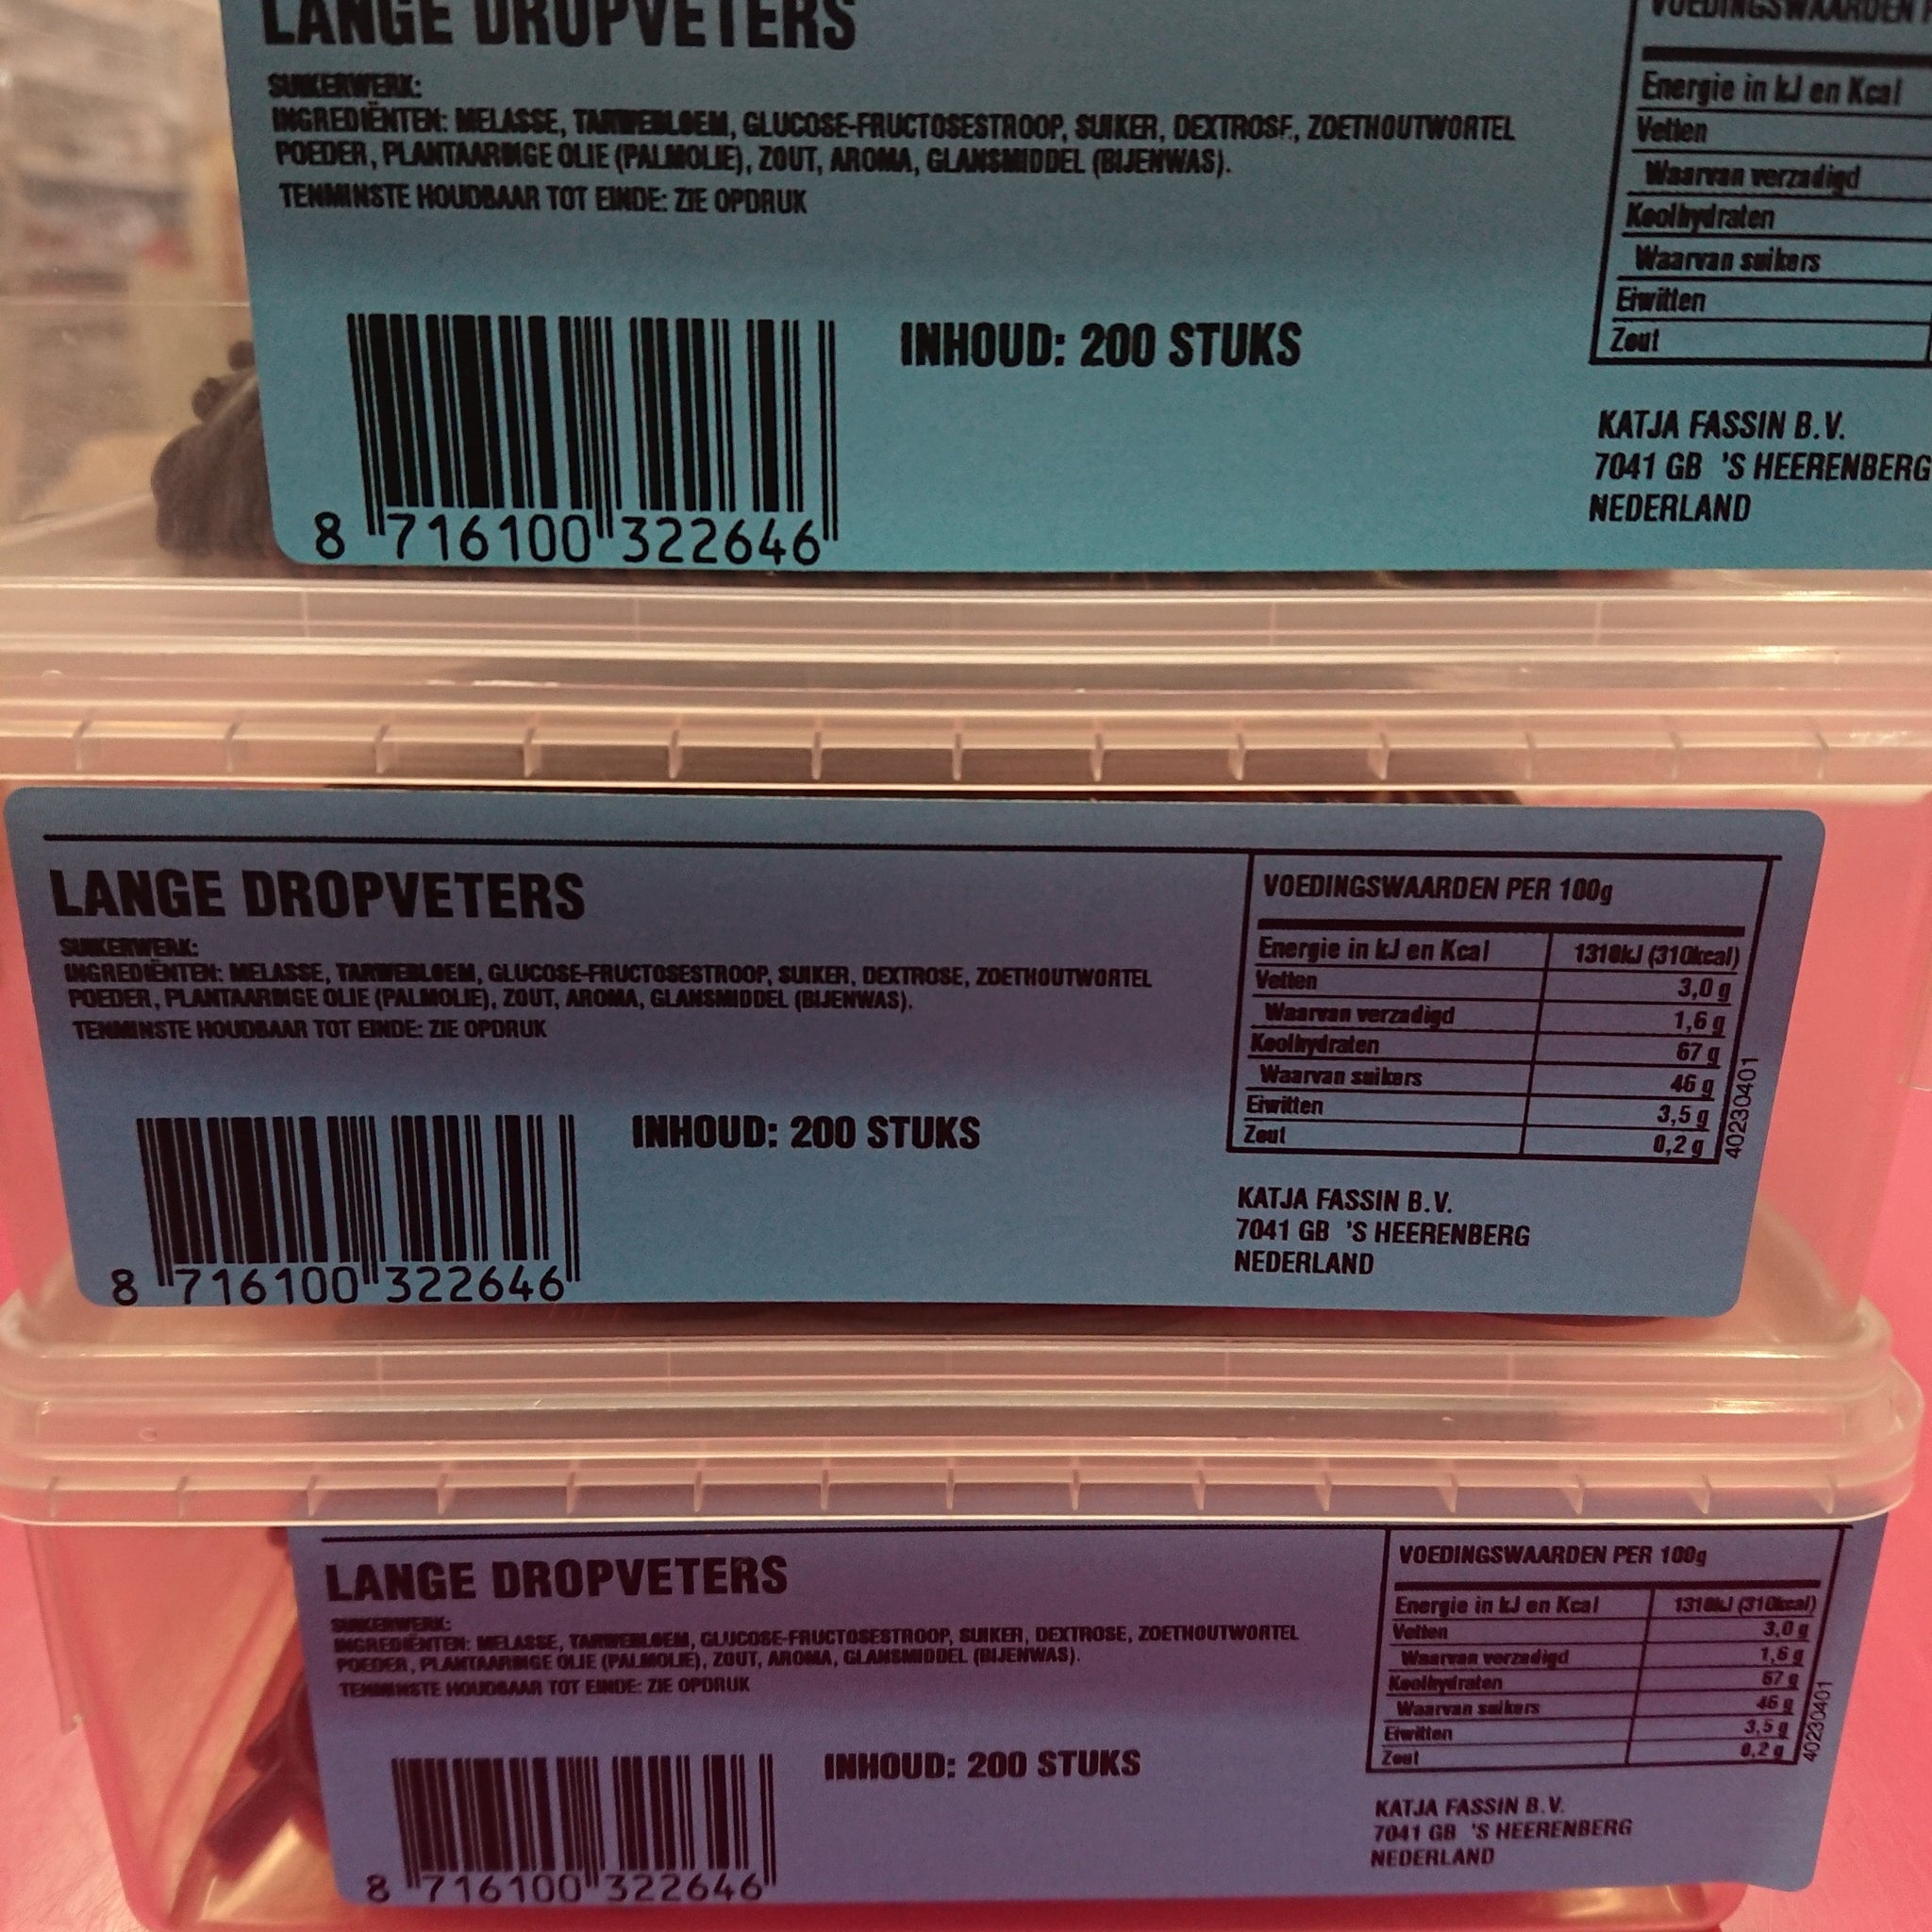 LANGE DROPVETERS
SUIKERWERK:
INGREDIËNTEN: MELASSE, TARWEBLOEM, GLUCOSE-FRUCTOSESTROOP, SUIKER, DEXTROSE, ZOETHOUTWORTEL
POEDER, PLANTAARDIGE OLIE (PALMOLIE), ZOUT, AROMA, GLANSMIDDEL (BIJENWAS).
TENMINSTE HOUDBAAR TOT EINDE: ZIE OPDRUK
INHOUD: 200 STUKS
8 716100 322646
VOEDINGSWAARDEN
Energie in kJ en Kcal
Vetten
Waarvan verzadigd
Koolhydraten
Waarvan suikers
Eiwitten
Zout
KATJA FASSIN B.V.
7041 GB 'S HEERENBERG
NEDERLAND
LANGE DROPVETERS
SUIKERWERK:
INGREDIËNTEN: MELASSE, TARWEBLOEM, GLUCOSE-FRUCTOSESTROOP, SUIKER, DEXTROSE, ZOETHOUTWORTEL
POEDER, PLANTAARDIGE OLIE (PALMOLIE), ZOUT, AROMA, GLANSMIDDEL (BIJENWAS).
TENMINSTE HOUDBAAR TOT EINDE: ZIE OPDRUK
INHOUD: 200 STUKS
8 716100 322646
VOEDINGSWAARDEN PER 100g
Energie in kJ en Kcal 1318kJ (310kcal)
Vetten 3,0 g
Waarvan verzadigd 1,6 g
Koolhydraten 67 g
Waarvan suikers 46 g
Eiwitten 3,5 g
Zout 0,2 g
40230401
KATJA FASSIN B.V.
7041 GB 'S HEERENBERG
NEDERLAND
LANGE DROPVETERS
SUIKERWERK:
INGREDIËNTEN: MELASSE, TARWEBLOEM, GLUCOSE-FRUCTOSESTROOP, SUIKER, DEXTROSE, ZOETHOUTWORTEL
POEDER, PLANTAARDIGE OLIE (PALMOLIE), ZOUT, AROMA, GLANSMIDDEL (BIJENWAS).
TENMINSTE HOUDBAAR TOT EINDE: ZIE OPDRUK
INHOUD: 200 STUKS
8 716100 322646
VOEDINGSWAARDEN PER 100g
Energie in kJ en Kcal 1318kJ (310kcal)
Vetten 3,0 g
Waarvan verzadigd 1,6 g
Koolhydraten 67 g
Waarvan suikers 46 g
Eiwitten 3,5 g
Zout 0,2 g
40230401
KATJA FASSIN B.V.
7041 GB 'S HEERENBERG
NEDERLAND